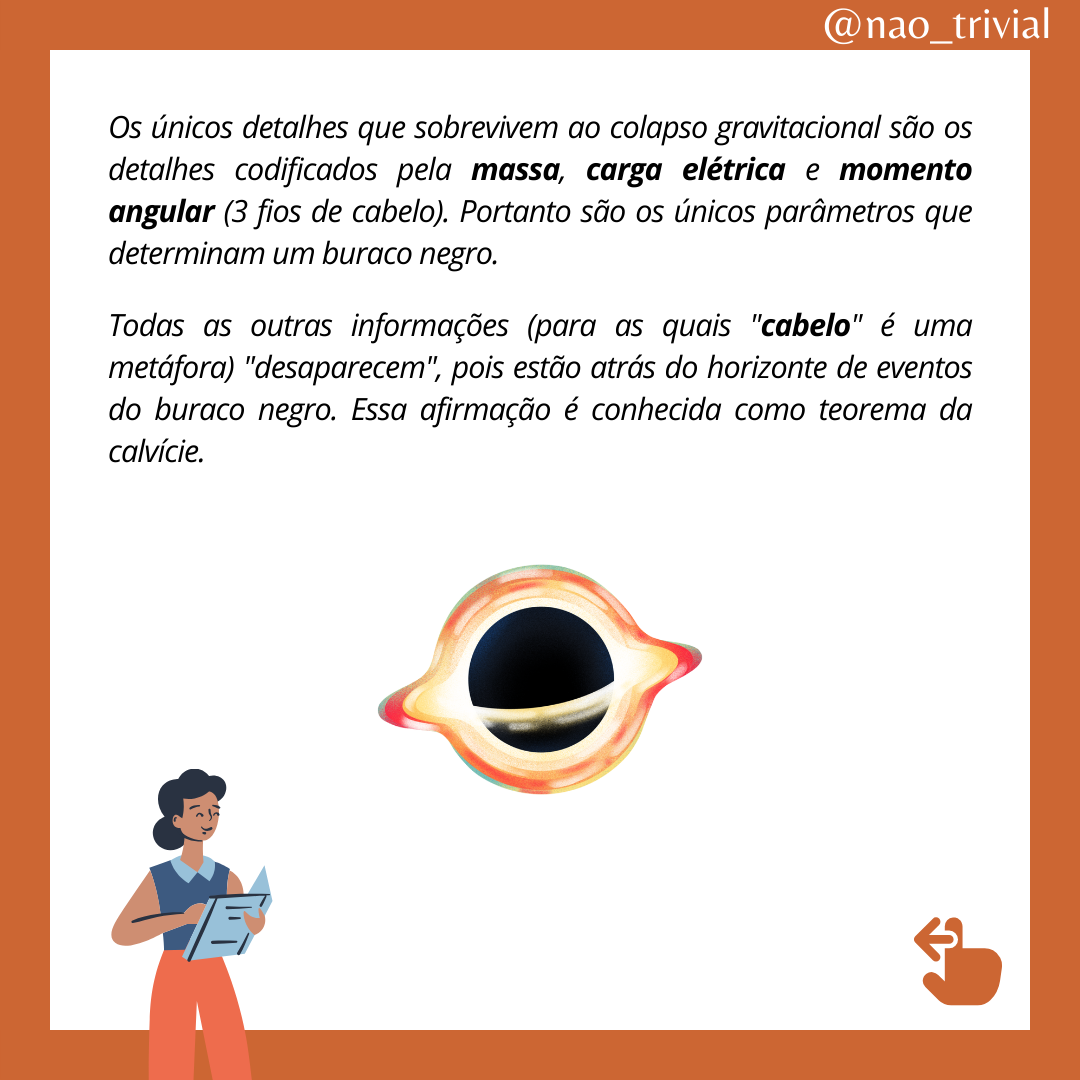 @nao_trivial
Os únicos detalhes que sobrevivem ao colapso gravitacional são os
detalhes codificados pela massa, carga elétrica e momento
angular (3 fios de cabelo). Portanto são os únicos parâmetros que
determinam um buraco negro.
Todas as outras informações (para as quais "cabelo" é uma
metáfora) "desaparecem", pois estão atrás do horizonte de eventos
do buraco negro. Essa afirmação é conhecida como teorema da
calvície.